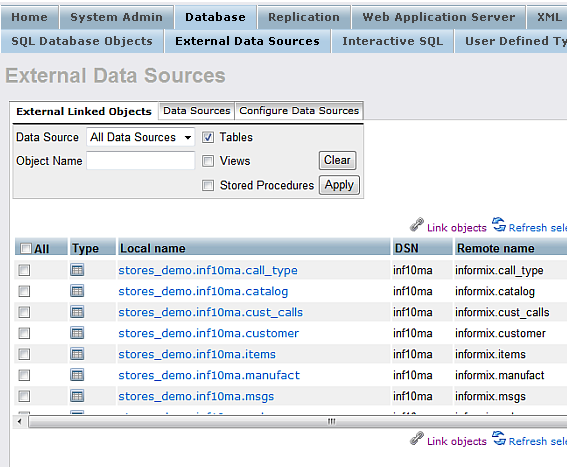 Home System Admin Database Replication Web Application Server XML
SQL Database Objects External Data Sources Interactive SQL User Defined Ty
External Data Sources
External Linked Objects Data Sources Configure Data Sources
Data Source All Data Sources Tables
Object Name Views Clear
Stored Procedures Apply
Link objects Refresh sele
All Type Local name DSN Remote name
stores_demo.inf10ma.call_type inf10ma informix.call_type
stores_demo.inf10ma.catalog inf10ma informix.catalog
stores_demo.inf10ma.cust_calls inf10ma informix.cust_calls
stores_demo.inf10ma.customer inf10ma informix.customer
stores_demo.inf10ma.items inf10ma informix.items
stores_demo.inf10ma.manufact inf10ma informix.manufact
stores_demo.inf10ma.msgs inf10ma informix.msgs
Link objects Refresh sele